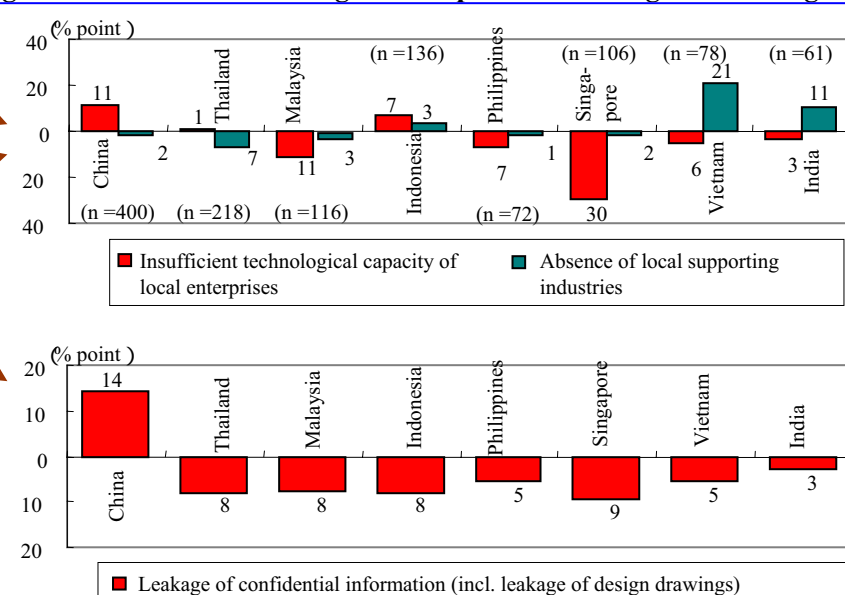 (% point )
40
(n =136)
Philippines
(n =106)
(n =78)
(n =61)
Thailand
Malaysia
Singa-
pore
20
11
1
7
3
21
11
0
China
2
7
11
3
Indonesia
7
1
30
2
6
Vietnam
3
India
20
(n =400)
(n =218)
(n =116)
(n =72)
40
Insufficient technological capacity of
local enterprises
Absence of local supporting
industries
(% point )
20
14
Thailand
Malaysia
Indonesia
Philippines
Singapore
Vietnam
India
10
0
China
8
8
8
5
9
5
3
10
20
Leakage of confidential information (incl. leakage of design drawings)